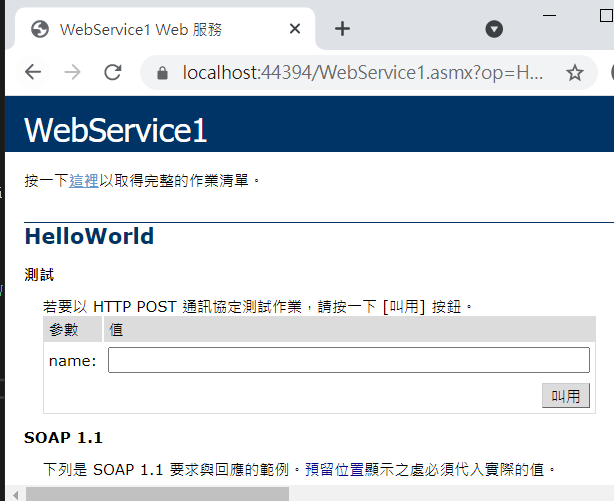 WebService1 Web 服務
localhost:44394/WebService1.asmx?op=H...
WebService1
按一下這裡以取得完整的作業清單。
HelloWorld
測試
若要以 HTTP POST 通訊協定測試作業，請按一下 [叫用] 按鈕。
參數 值
name:
叫用
SOAP 1.1
下列是 SOAP 1.1 要求與回應的範例。預留位置顯示之處必須代入實際的值。